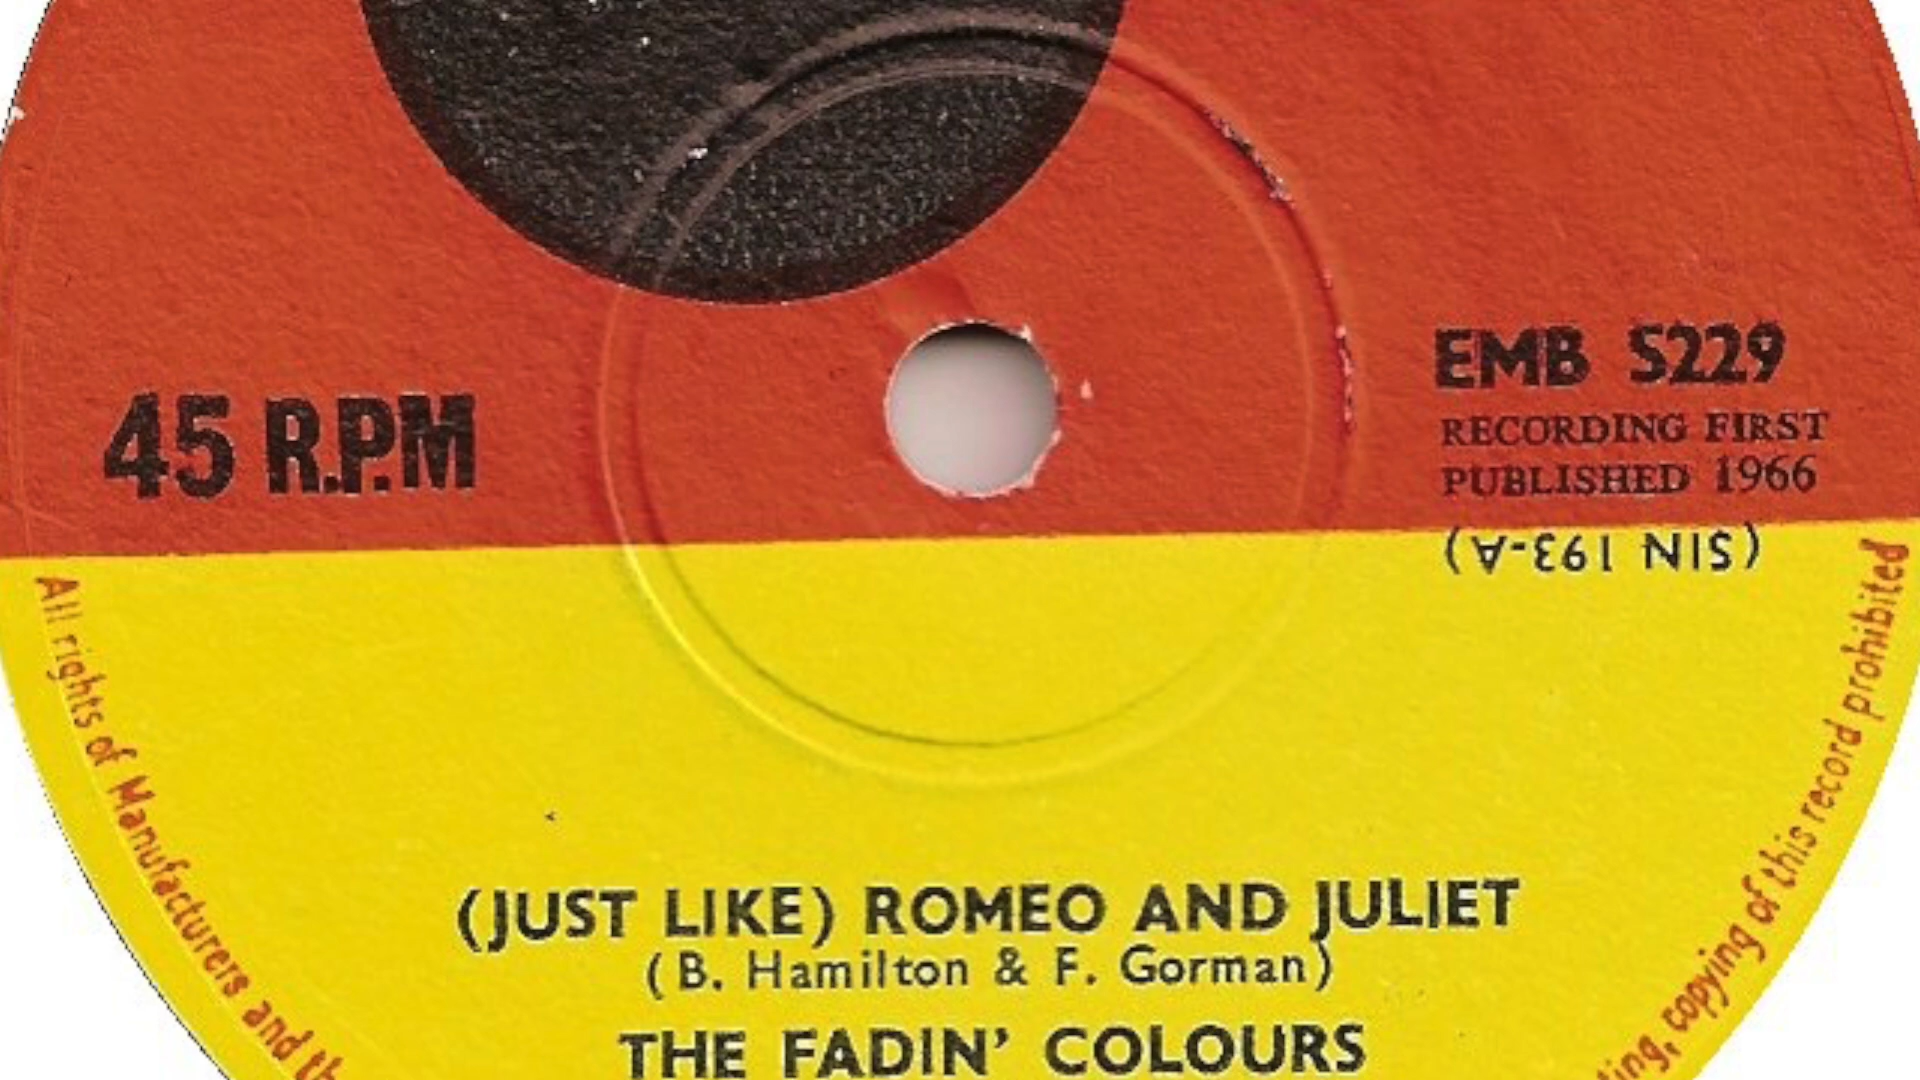 45 R.P.M
EMB 5229
RECORDING FIRST
PUBLISHED 1966
(SIN 193-A)
(JUST LIKE) ROMEO AND JULIET
(B. Hamilton & F. Gorman)
THE FADIN' COLOURS
All rights of Manufacturers and
copying of this record prohibited